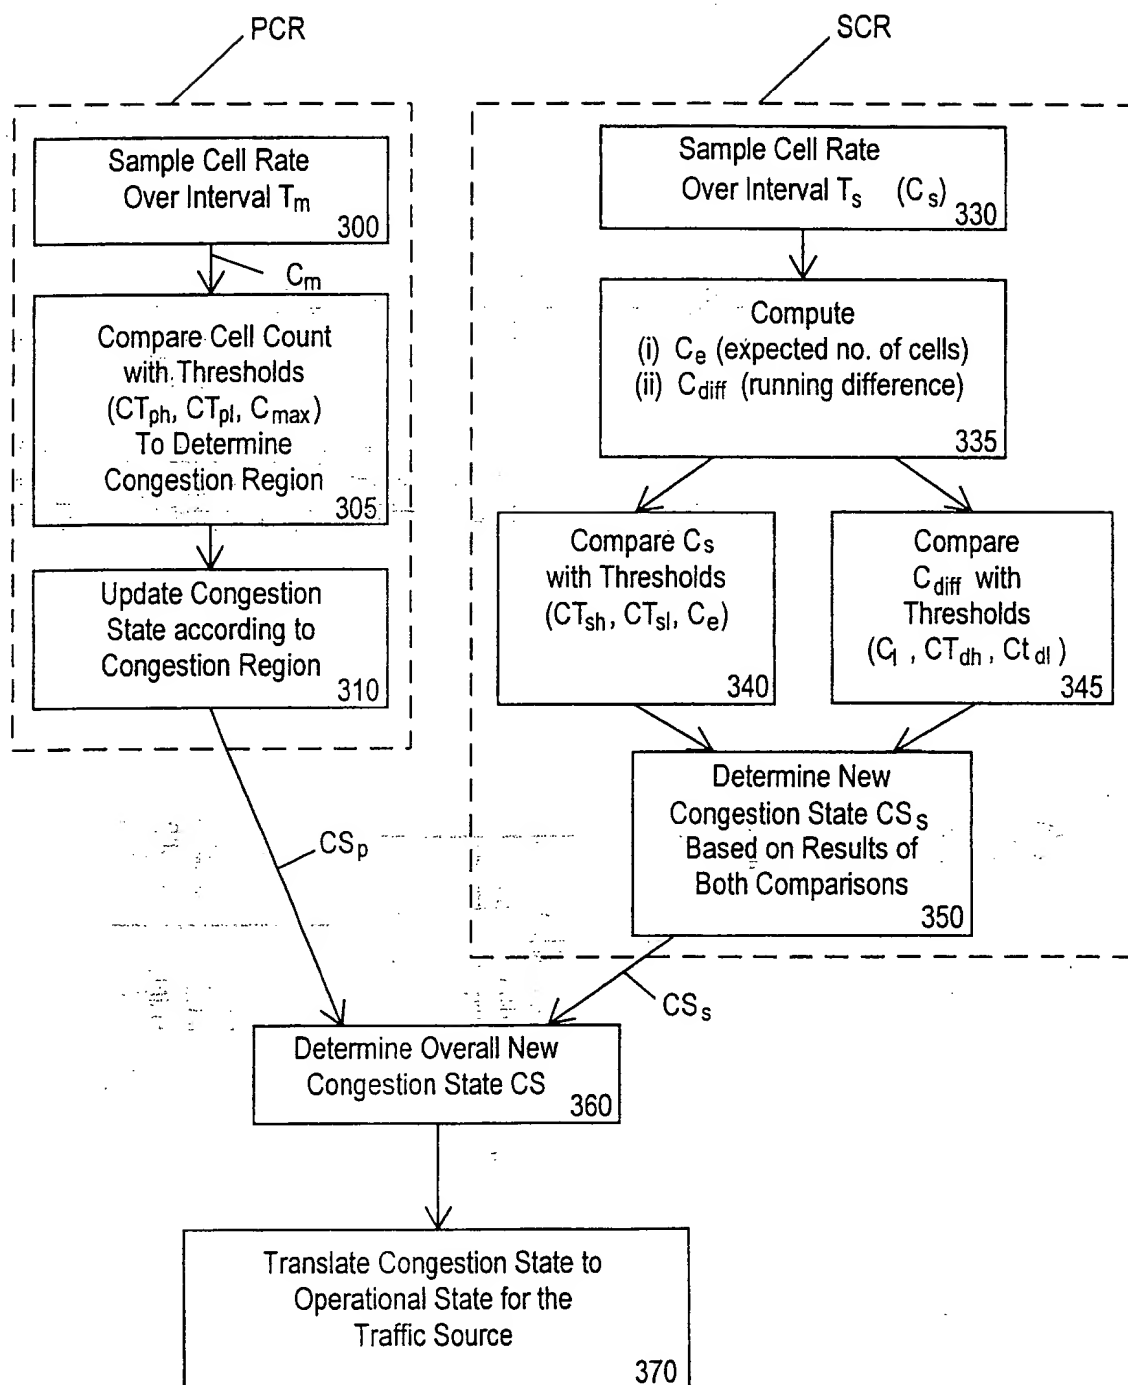 PCR
Sample Cell Rate
Over Interval Tm
300
Cm
Compare Cell Count
with Thresholds
(CTph, CTpl, Cmax)
To Determine
Congestion Region
305
Update Congestion
State according to
Congestion Region
310
CSp
SCR
Sample Cell Rate
Over Interval Ts (Cs)
330
Compute
(i) Ce (expected no. of cells)
(ii) Cdiff (running difference)
335
Compare Cs
with Thresholds
(CTsh, CTsl, Ce)
340
Compare
Cdiff with
Thresholds
(Cl, CTdh, Ctdl)
345
Determine New
Congestion State CSs
Based on Results of
Both Comparisons
350
CSs
Determine Overall New
Congestion State CS
360
Translate Congestion State to
Operational State for the
Traffic Source
370